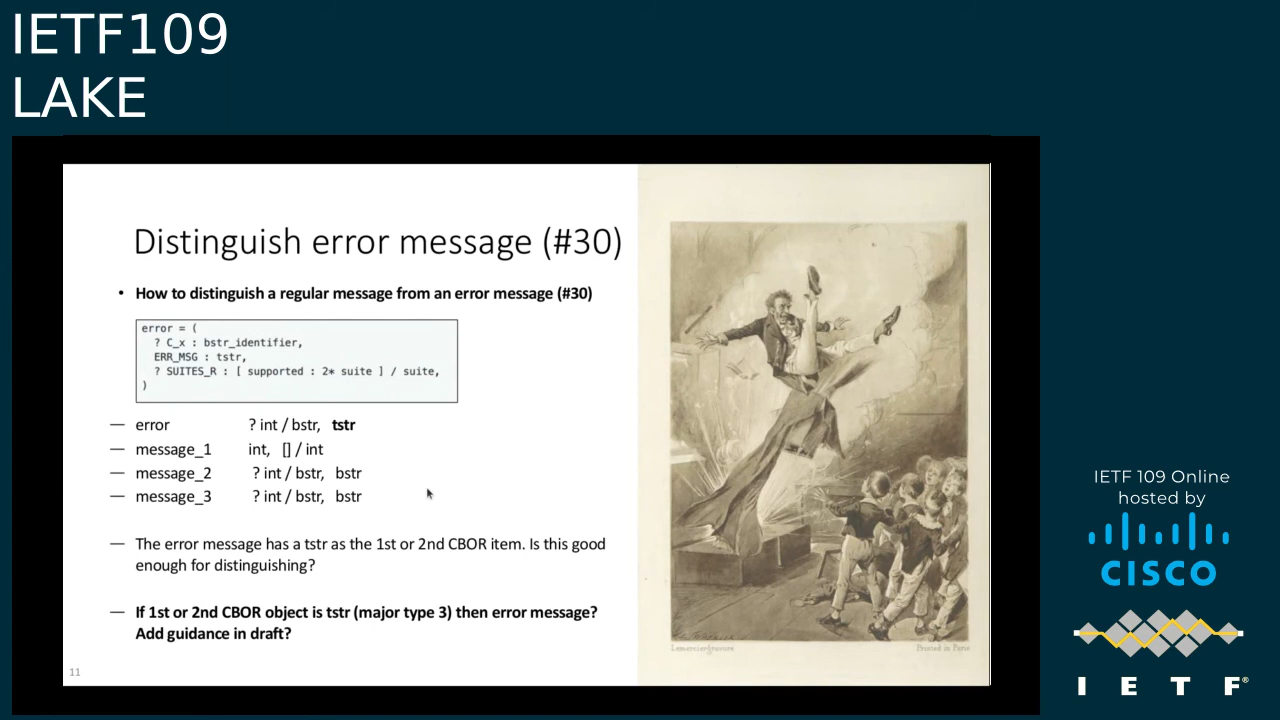 IETF109
LAKE
Distinguish error message (#30)
• How to distinguish a regular message from an error message (#30)
error = (
? C_x : bstr_identifier,
ERR_MSG : tstr,
? SUITES_R : [ supported : 2* suite ] / suite,
)
— error ? int / bstr, tstr
— message_1 int, [] / int
— message_2 ? int / bstr, bstr
— message_3 ? int / bstr, bstr
— The error message has a tstr as the 1st or 2nd CBOR item. Is this good
enough for distinguishing?
— If 1st or 2nd CBOR object is tstr (major type 3) then error message?
Add guidance in draft?
11
Lemerciergravure
Printed in Paris
IETF 109 Online
hosted by
CISCO
I E T F®